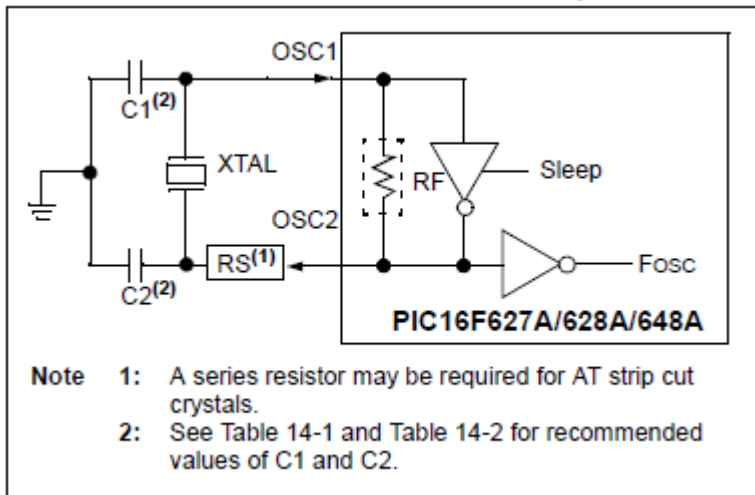 OSC1
C1(2)
XTAL
RF
Sleep
OSC2
C2(2)
RS(1)
FOSC
PIC16F627A/628A/648A
Note 1: A series resistor may be required for AT strip cut
crystals.
2: See Table 14-1 and Table 14-2 for recommended
values of C1 and C2.